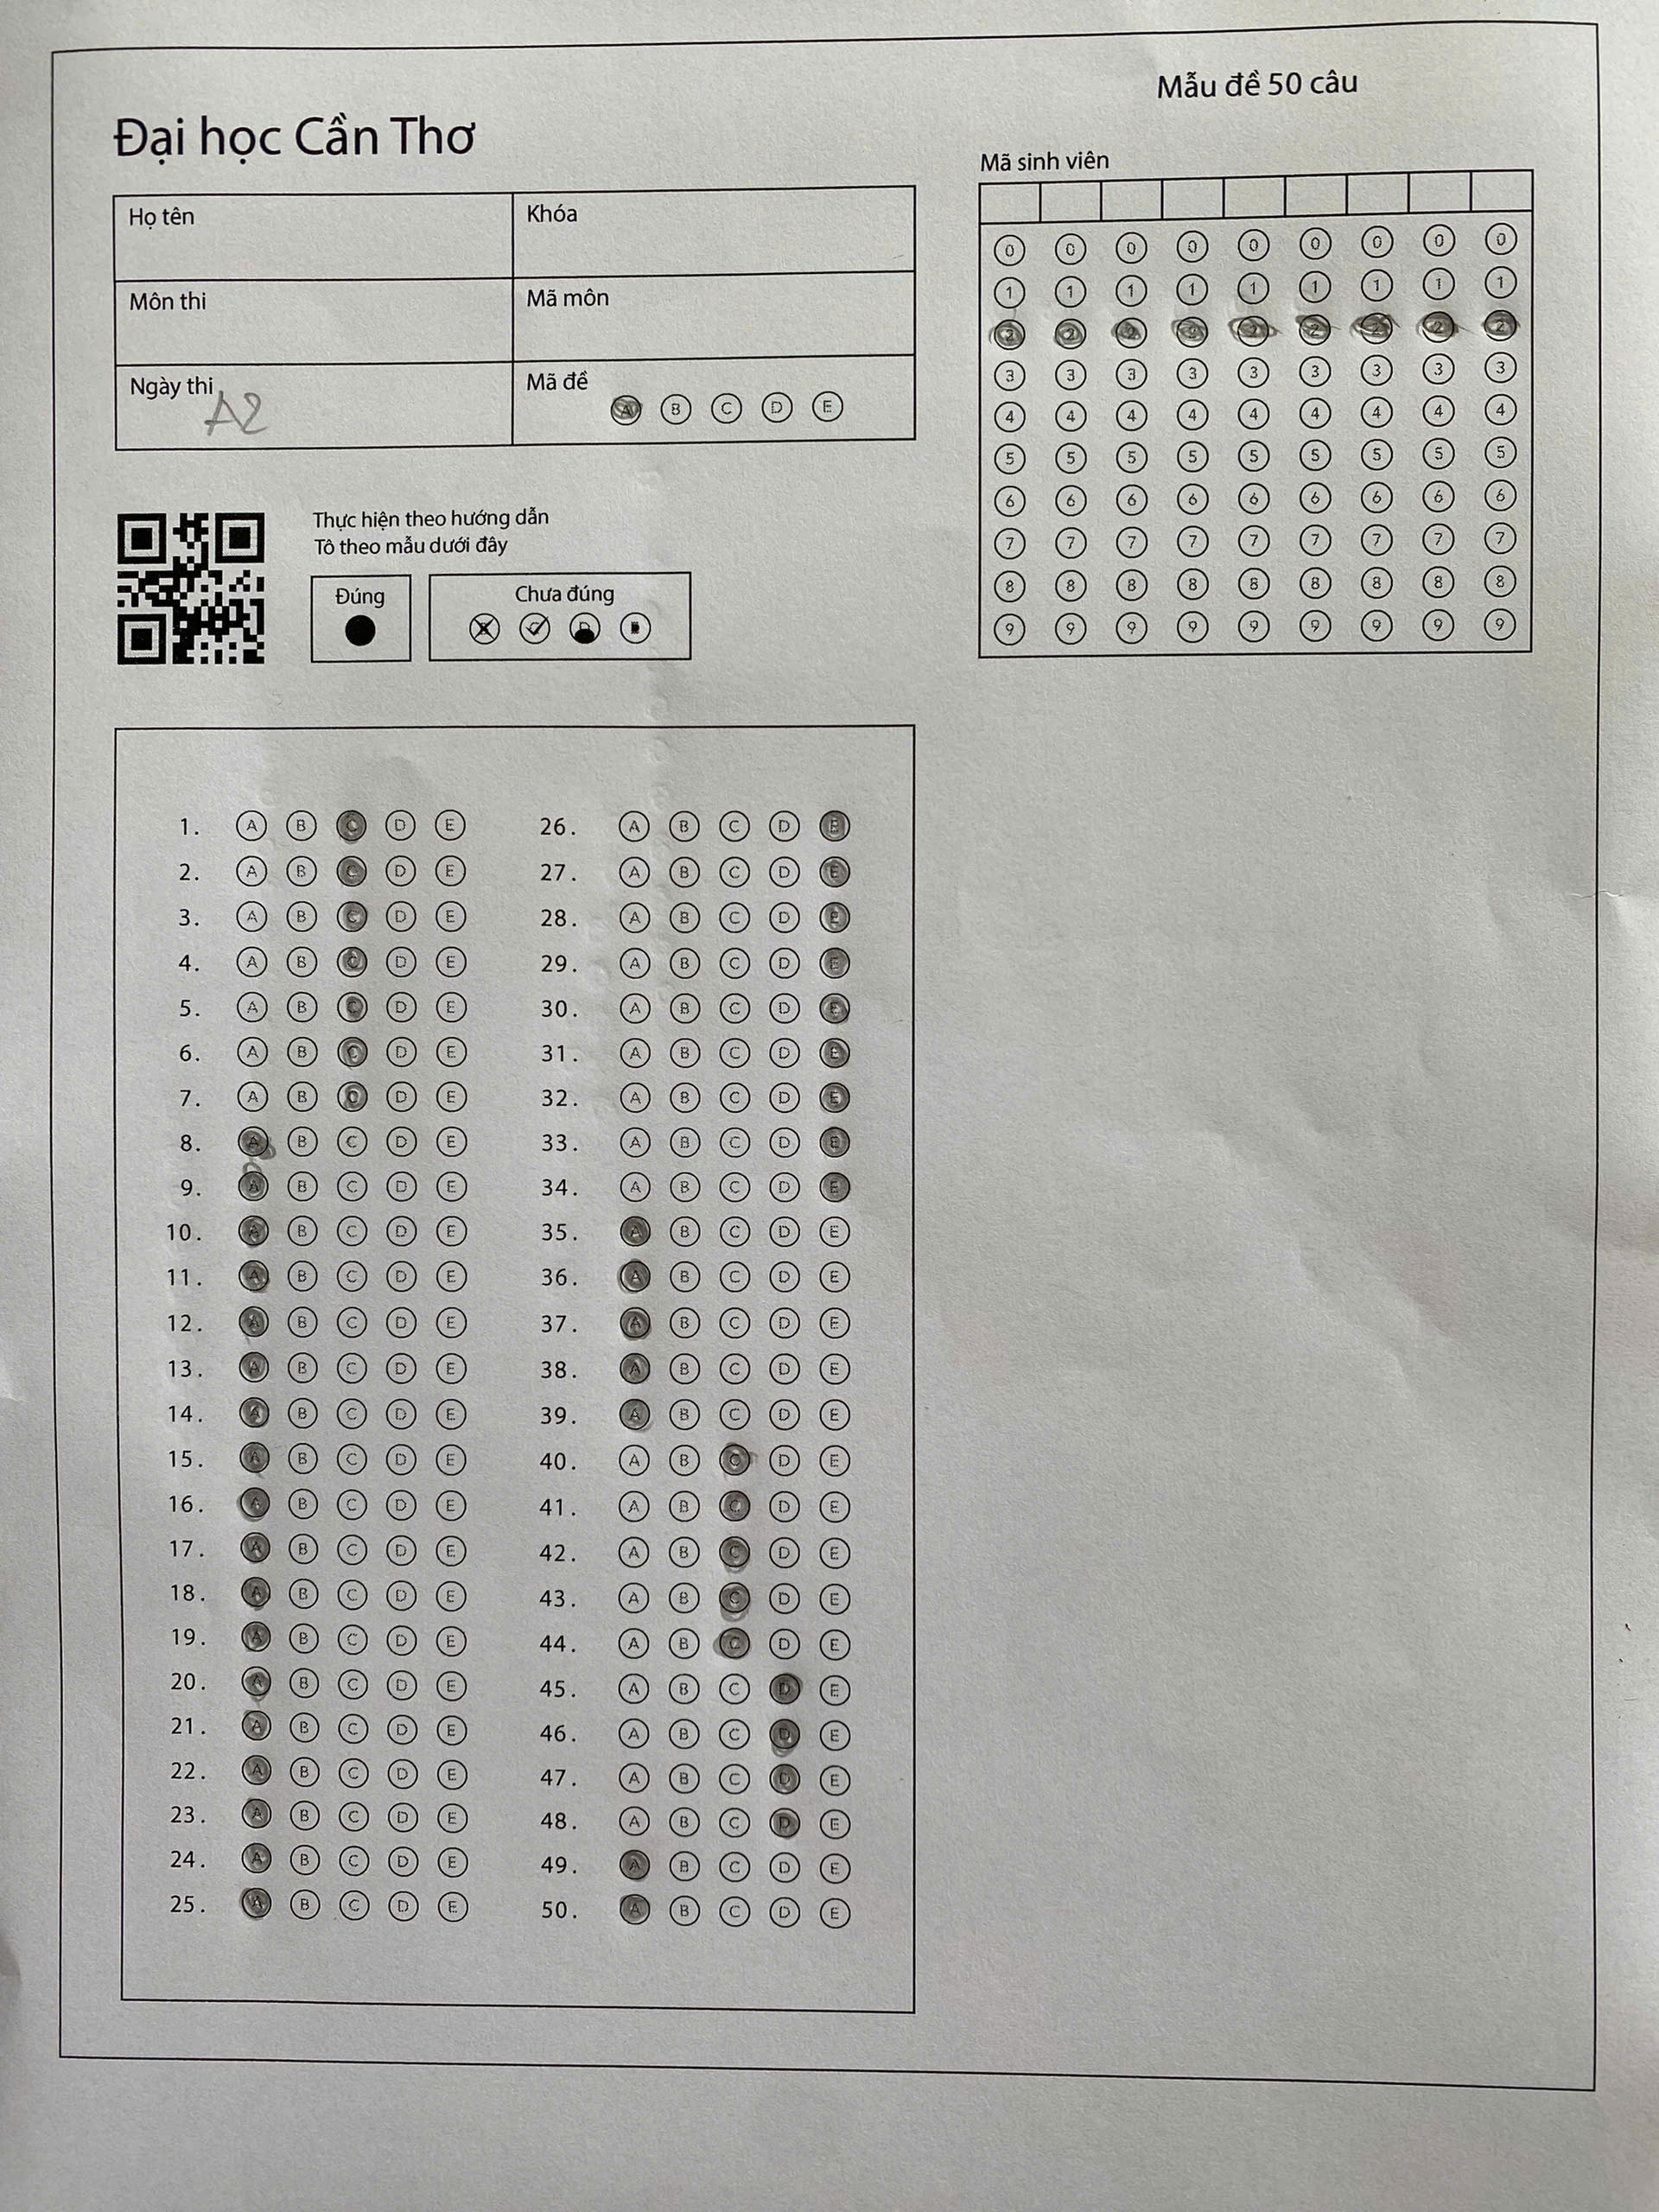 Mẫu đề 50 câu
Đại học Cần Thơ
Mã sinh viên
Họ tên
Khóa
Môn thi
Mã môn
Ngày thi
A2
Mã đề
A B C D E
0 0 0 0 0 0 0 0 0
1 1 1 1 1 1 1 1 1
2 2 2 2 2 2 2 2 2
3 3 3 3 3 3 3 3 3
4 4 4 4 4 4 4 4 4
5 5 5 5 5 5 5 5 5
6 6 6 6 6 6 6 6 6
7 7 7 7 7 7 7 7 7
8 8 8 8 8 8 8 8 8
9 9 9 9 9 9 9 9 9
Thực hiện theo hướng dẫn
Tô theo mẫu dưới đây
Đúng
Chưa đúng
1. A B C D E
2. A B C D E
3. A B C D E
4. A B C D E
5. A B C D E
6. A B C D E
7. A B C D E
8. A B C D E
9. A B C D E
10. A B C D E
11. A B C D E
12. A B C D E
13. A B C D E
14. A B C D E
15. A B C D E
16. A B C D E
17. A B C D E
18. A B C D E
19. A B C D E
20. A B C D E
21. A B C D E
22. A B C D E
23. A B C D E
24. A B C D E
25. A B C D E
26. A B C D E
27. A B C D E
28. A B C D E
29. A B C D E
30. A B C D E
31. A B C D E
32. A B C D E
33. A B C D E
34. A B C D E
35. A B C D E
36. A B C D E
37. A B C D E
38. A B C D E
39. A B C D E
40. A B C D E
41. A B C D E
42. A B C D E
43. A B C D E
44. A B C D E
45. A B C D E
46. A B C D E
47. A B C D E
48. A B C D E
49. A B C D E
50. A B C D E